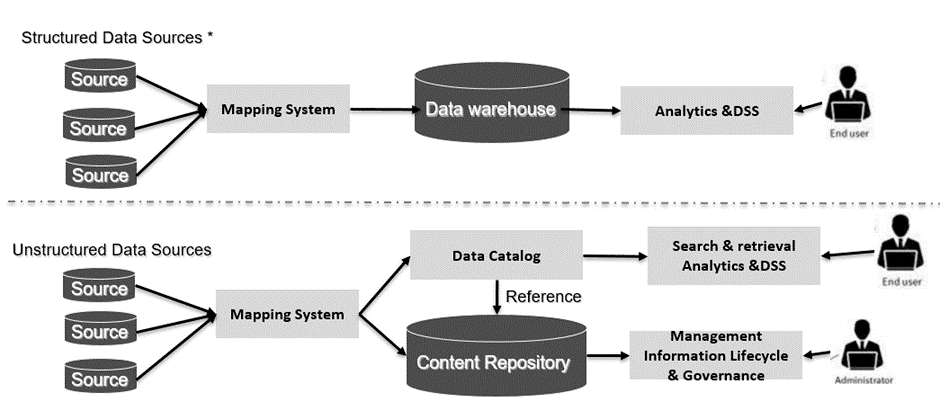 Structured Data Sources *
Source
Source
Source
Mapping System
Data warehouse
Analytics &DSS
End user
Unstructured Data Sources
Source
Source
Source
Mapping System
Data Catalog
Reference
Content Repository
Search & retrieval
Analytics &DSS
End user
Management
Information Lifecycle
& Governance
Administrator